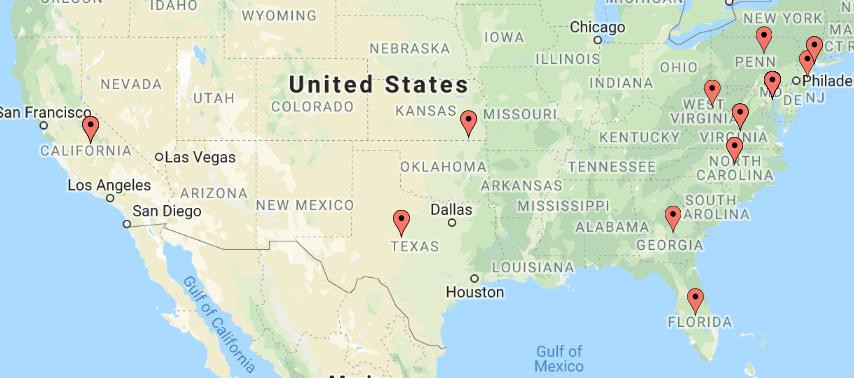 OREGON
IDAHO
WYOMING
MICHIGAN
NEW YORK
NEBRASKA
IOWA
Chicago
MA
CT R
NEVADA
United States
ILLINOIS
OHIO
PENN
UTAH
COLORADO
INDIANA
Philade
San Francisco
KANSAS
MISSOURI
WEST
VIRGINIA
MD
DE
NJ
CALIFORNIA
Las Vegas
KENTUCKY
VIRGINIA
OKLAHOMA
TENNESSEE
NORTH
CAROLINA
Los Angeles
ARIZONA
NEW MEXICO
ARKANSAS
San Diego
Dallas
MISSISSIPPI
SOUTH
CAROLINA
TEXAS
ALABAMA
GEORGIA
LOUISIANA
Houston
Gulf of
California
FLORIDA
Gulf of
Mexico